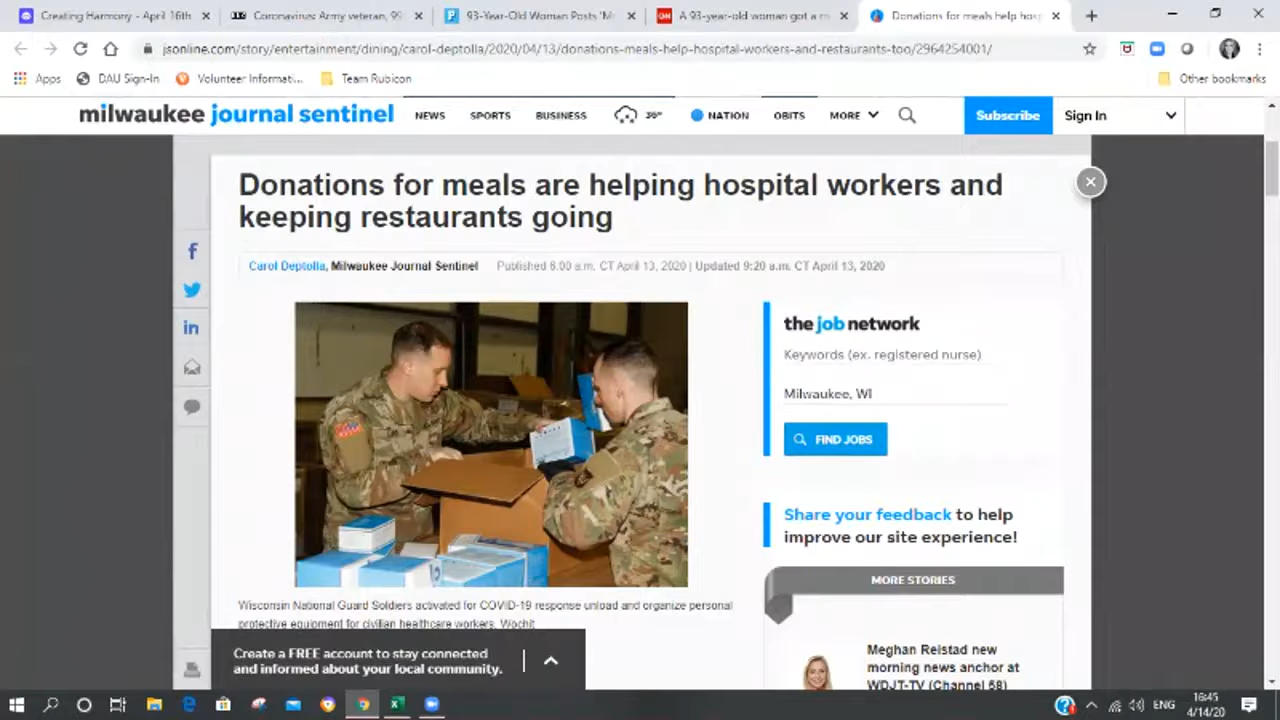 Creating Harmony - April 16th
Coronavirus: Army veteran, 9
93-Year-Old Woman Posts 'M
A 93-year-old woman got a m
Donations for meals help hosp
jsonline.com/story/entertainment/dining/carol-deptolla/2020/04/13/donations-meals-help-hospital-workers-and-restaurants-too/2964254001/
Apps
DAU Sign-In
Volunteer Informati...
Team Rubicon
Other bookmarks
milwaukee journal sentinel
NEWS
SPORTS
BUSINESS
NATION
OBITS
MORE
Subscribe
Sign In
Donations for meals are helping hospital workers and
keeping restaurants going
Carol Deptolla, Milwaukee Journal Sentinel
Published 6:00 a.m. CT April 13, 2020 | Updated 9:20 a.m. CT April 13, 2020
the job network
Keywords (ex. registered nurse)
Milwaukee, WI
FIND JOBS
Share your feedback to help
improve our site experience!
MORE STORIES
Wisconsin National Guard Soldiers activated for COVID-19 response unload and organize personal
protective equipment for civilian healthcare workers. Wochit
Create a FREE account to stay connected
and informed about your local community.
Meghan Reistad new
morning news anchor at
WDJT-TV (Channel 58)
ENG
16:45
4/14/20